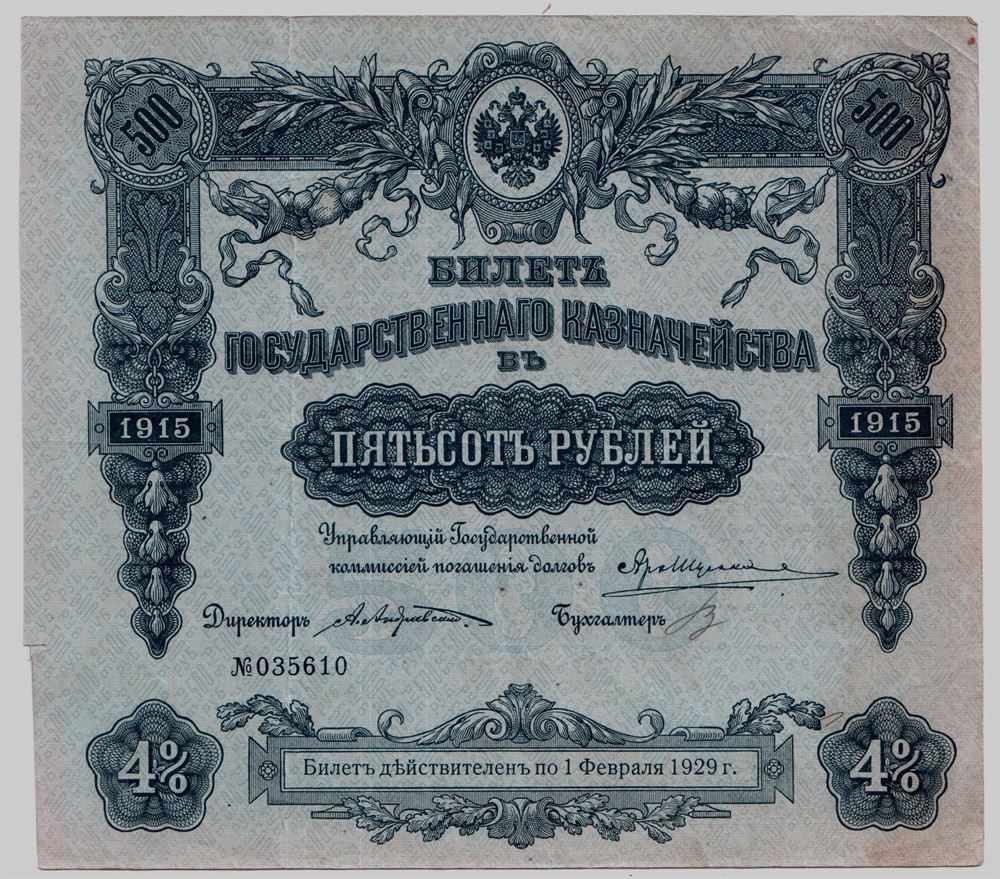 500
500
БИЛЕТЪ
ГОСУДАРСТВЕННАГО КАЗНАЧЕЙСТВА
ВЪ
1915
1915
ПЯТЬСОТЪ РУБЛЕЙ
Управляющій Государственной
коммиссіей погашенія долговъ
Директоръ
Бухгалтеръ
№035610
4%
Билетъ дѣйствителенъ по 1 Февраля 1929 г.
4%